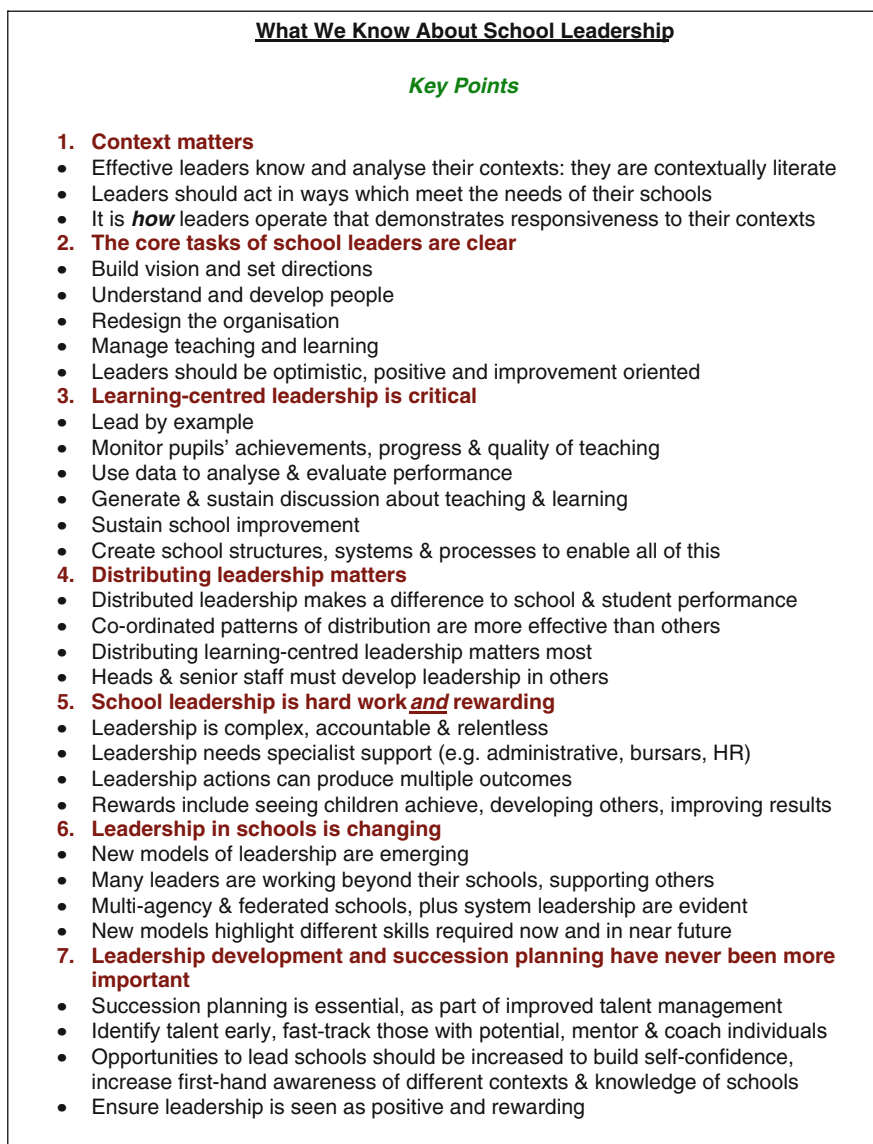 What We Know About School Leadership
Key Points
1. Context matters
• Effective leaders know and analyse their contexts: they are contextually literate
• Leaders should act in ways which meet the needs of their schools
• It is how leaders operate that demonstrates responsiveness to their contexts
2. The core tasks of school leaders are clear
• Build vision and set directions
• Understand and develop people
• Redesign the organisation
• Manage teaching and learning
• Leaders should be optimistic, positive and improvement oriented
3. Learning-centred leadership is critical
• Lead by example
• Monitor pupils' achievements, progress & quality of teaching
• Use data to analyse & evaluate performance
• Generate & sustain discussion about teaching & learning
• Sustain school improvement
• Create school structures, systems & processes to enable all of this
4. Distributing leadership matters
• Distributed leadership makes a difference to school & student performance
• Co-ordinated patterns of distribution are more effective than others
• Distributing learning-centred leadership matters most
• Heads & senior staff must develop leadership in others
5. School leadership is hard work and rewarding
• Leadership is complex, accountable & relentless
• Leadership needs specialist support (e.g. administrative, bursars, HR)
• Leadership actions can produce multiple outcomes
• Rewards include seeing children achieve, developing others, improving results
6. Leadership in schools is changing
• New models of leadership are emerging
• Many leaders are working beyond their schools, supporting others
• Multi-agency & federated schools, plus system leadership are evident
• New models highlight different skills required now and in near future
7. Leadership development and succession planning have never been more
important
• Succession planning is essential, as part of improved talent management
• Identify talent early, fast-track those with potential, mentor & coach individuals
• Opportunities to lead schools should be increased to build self-confidence,
increase first-hand awareness of different contexts & knowledge of schools
• Ensure leadership is seen as positive and rewarding